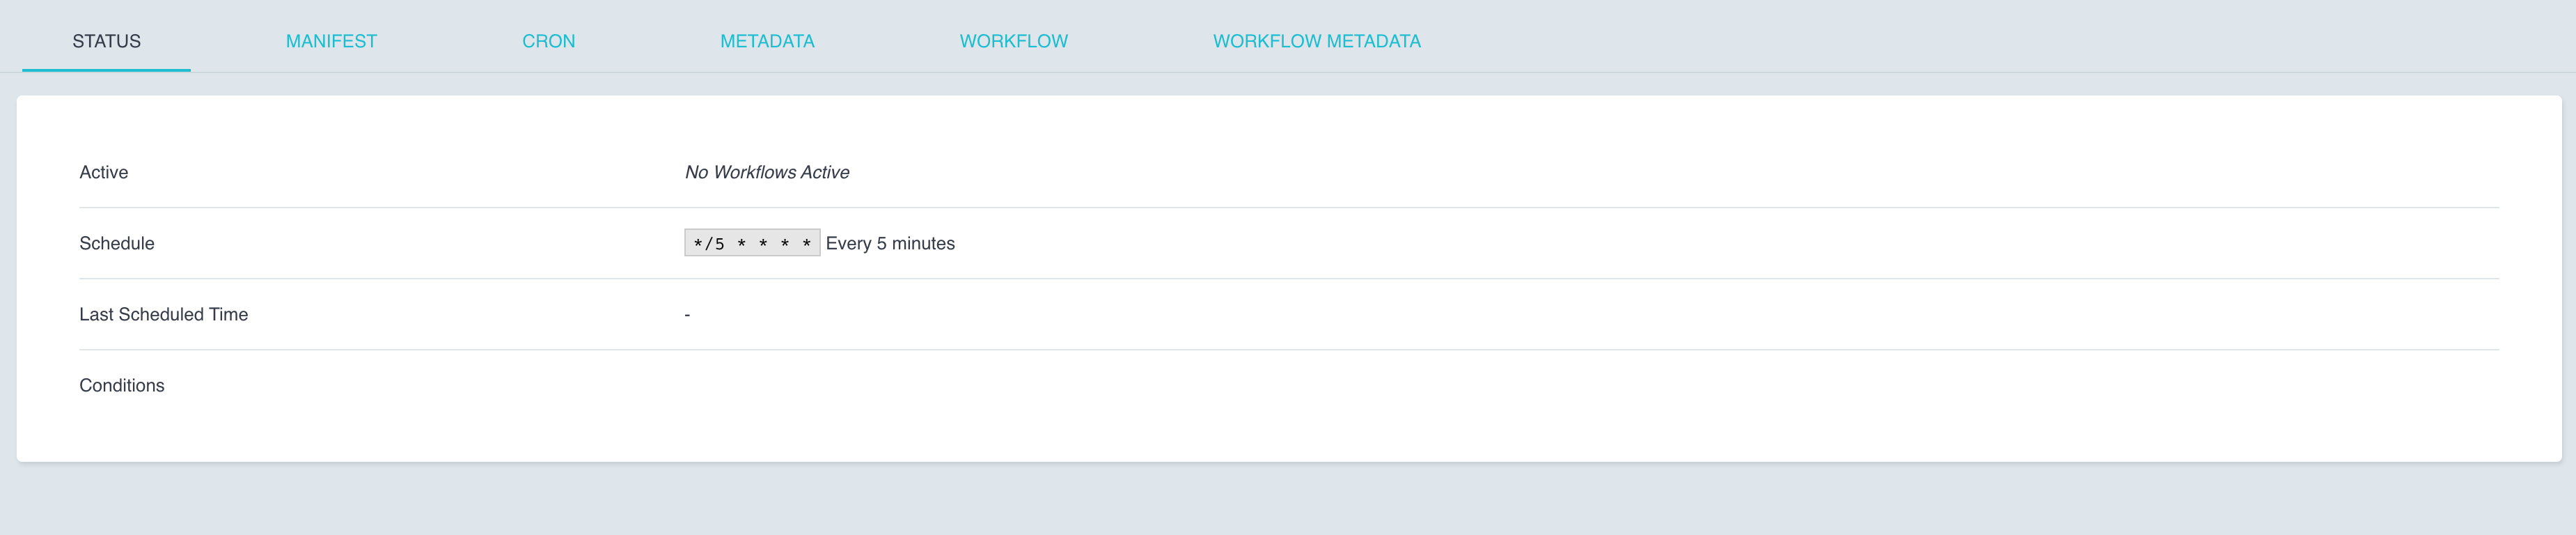 STATUS MANIFEST CRON METADATA WORKFLOW WORKFLOW METADATA
Active No Workflows Active
Schedule */5 * * * * Every 5 minutes
Last Scheduled Time -
Conditions